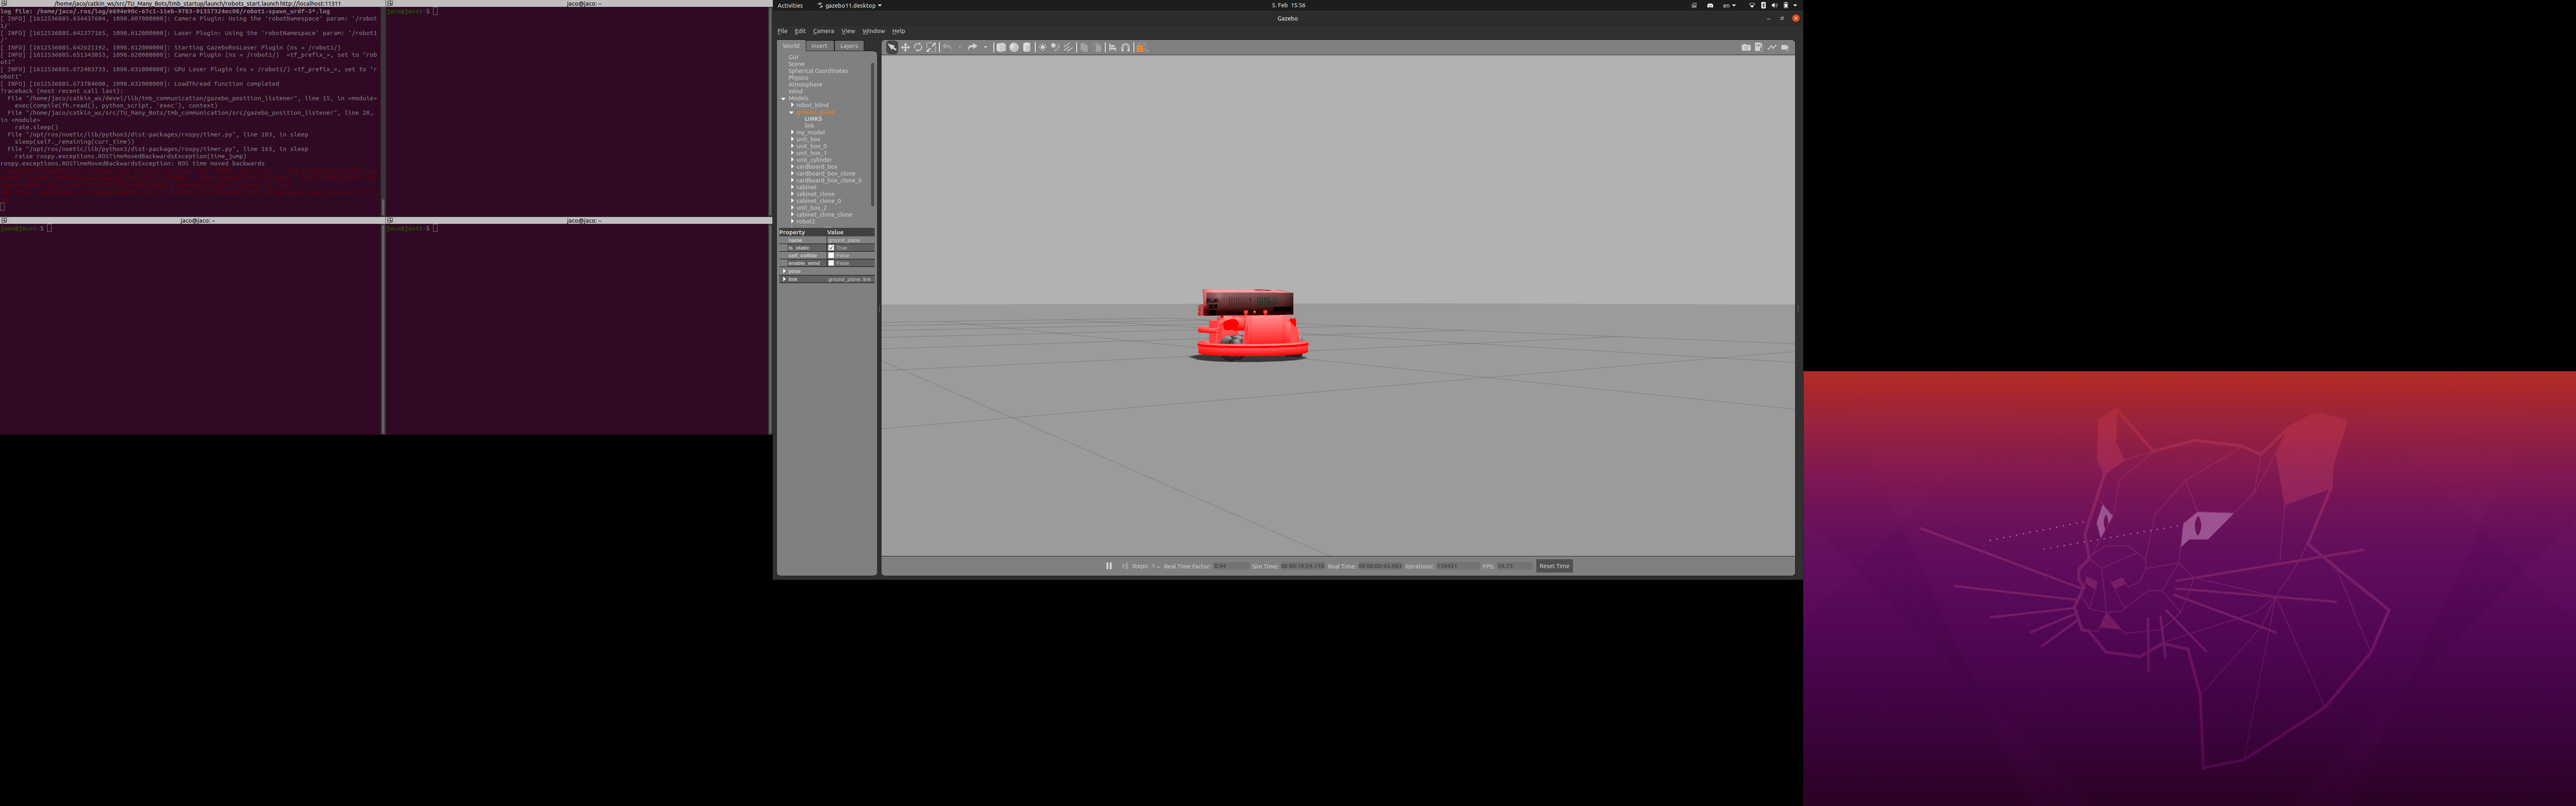 /home/jaco/catkin_ws/src/TU_Many_Bots/tmb_startup/launch/robots_start.launch http://localhost:11311
log file: /home/jaco/.ros/log/e694e90c-67c1-11eb-9783-91357324ec08/robot1-spawn_urdf-5*.log
[ INFO] [1612536885.634437604, 1098.607000000]: Camera Plugin: Using the 'robotNamespace' param: '/robot
1/'
[ INFO] [1612536885.642377165, 1098.612000000]: Laser Plugin: Using the 'robotNamespace' param: '/robot1
/'
[ INFO] [1612536885.642621192, 1098.612000000]: Starting GazeboRosLaser Plugin (ns = /robot1/)
[ INFO] [1612536885.651343853, 1098.620000000]: Camera Plugin (ns = /robot1/)  <tf_prefix_>, set to "rob
ot1"
[ INFO] [1612536885.672403733, 1098.631000000]: GPU Laser Plugin (ns = /robot1/) <tf_prefix_>, set to "r
obot1"
[ INFO] [1612536885.673784608, 1098.632000000]: LoadThread function completed
Traceback (most recent call last):
File "/home/jaco/catkin_ws/devel/lib/tmb_communication/gazebo_position_listener", line 15, in <module>
exec(compile(fh.read(), python_script, 'exec'), context)
File "/home/jaco/catkin_ws/src/TU_Many_Bots/tmb_communication/src/gazebo_position_listener", line 28,
in <module>
rate.sleep()
File "/opt/ros/noetic/lib/python3/dist-packages/rospy/timer.py", line 103, in sleep
sleep(self._remaining(curr_time))
File "/opt/ros/noetic/lib/python3/dist-packages/rospy/timer.py", line 163, in sleep
raise rospy.exceptions.ROSTimeMovedBackwardsException(time_jump)
rospy.exceptions.ROSTimeMovedBackwardsException: ROS time moved backwards
jaco@jaco: ~
jaco@jaco:~$
jaco@jaco: ~
jaco@jaco:~$
jaco@jaco: ~
jaco@jaco:~$
Activities
gazebo11.desktop
5. Feb 15:56
en
Gazebo
File Edit Camera View Window Help
World Insert Layers
GUI
Scene
Spherical Coordinates
Physics
Atmosphere
Wind
Models
robot_blind
ground_plane
LINKS
link
my_model
unit_box
unit_box_0
unit_box_1
unit_cylinder
cardboard_box
cardboard_box_clone
cardboard_box_clone_0
cabinet
cabinet_clone
cabinet_clone_0
unit_box_2
cabinet_clone_clone
robot2
Property Value
name ground_plane
is_static True
self_collide False
enable_wind False
pose
link ground_plane::link
Steps: 1 Real Time Factor: 0.94 Sim Time: 00 00:19:24.118 Real Time: 00 00:00:43.383 Iterations: 530451 FPS: 59.73 Reset Time